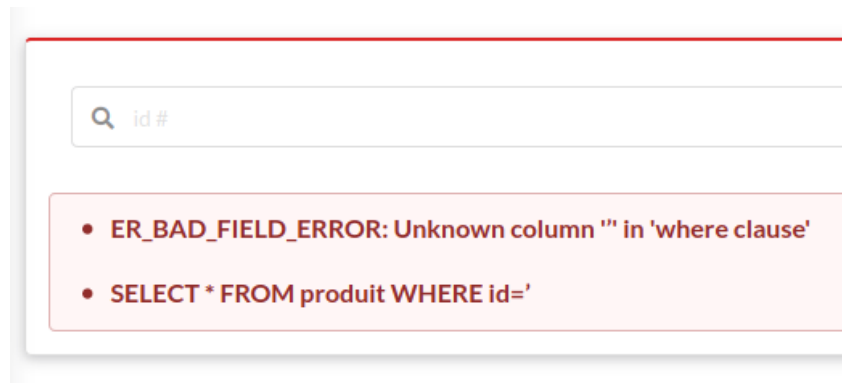 id #
ER_BAD_FIELD_ERROR: Unknown column '’' in 'where clause'
SELECT * FROM produit WHERE id=’